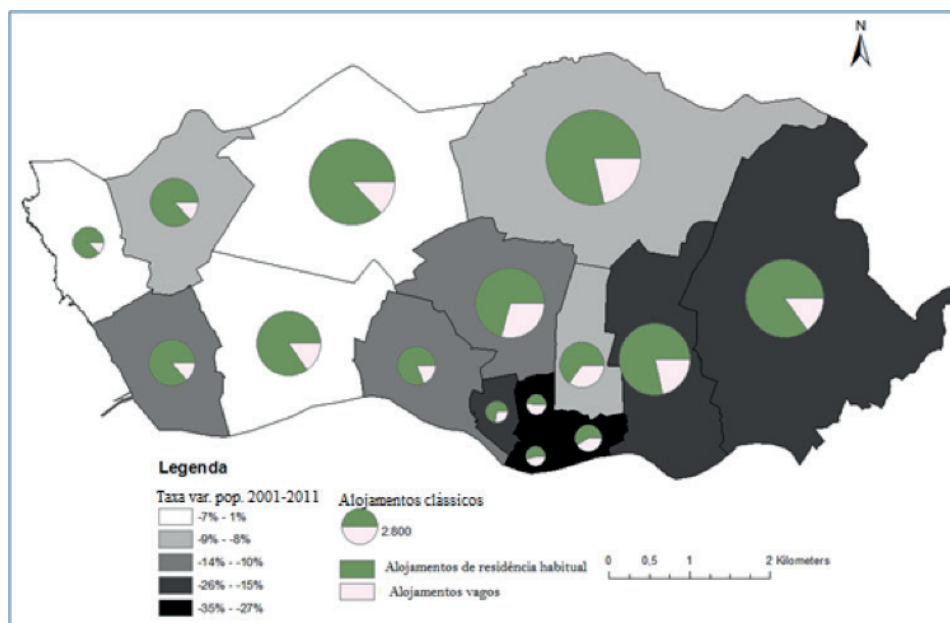 N
Legenda
Taxa var. pop. 2001-2011
-7% - 1%
-9% - -8%
-14% - -10%
-26% - -15%
-35% - -27%
Alojamentos clássicos
2.800
Alojamentos de residência habitual
Alojamentos vagos
0 0,5 1 2 Kilometers